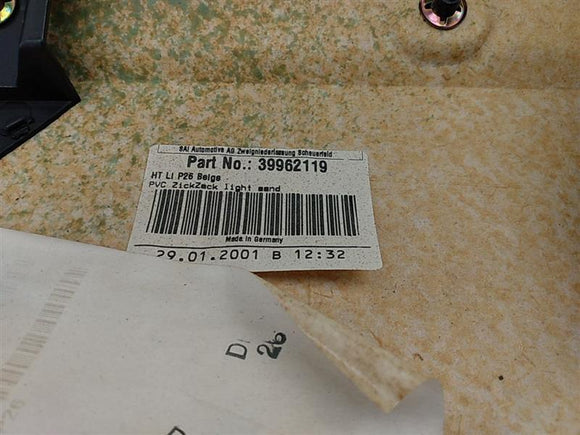 SAI Automotive AG Zweigniederlassung Scheuerfeld
Part No.: 39962119
HT LI P26 Beige
PVC ZickZack light sand
Made in Germany
29.01.2001 B 12:32
26